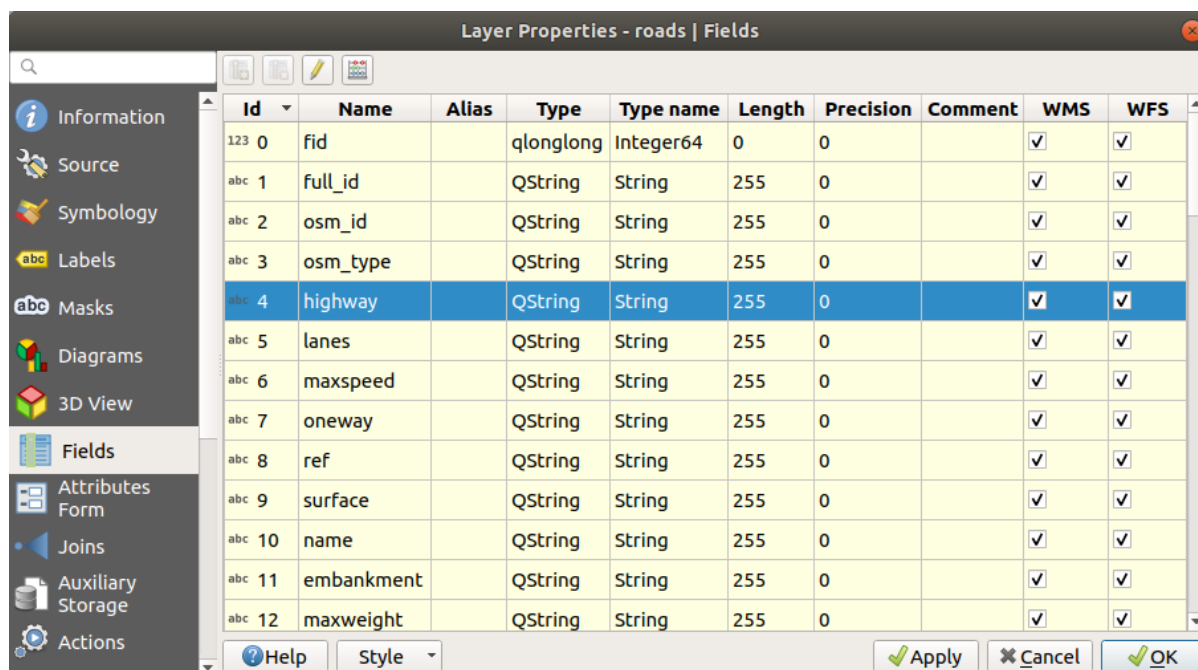 Layer Properties - roads | Fields
Information
Source
Symbology
abc Labels
abc Masks
Diagrams
3D View
Fields
Attributes
Form
Joins
Auxiliary
Storage
Actions
Id Name Alias Type Type name Length Precision Comment WMS WFS
123 0 fid qlonglong Integer64 0 0
abc 1 full_id QString String 255 0
abc 2 osm_id QString String 255 0
abc 3 osm_type QString String 255 0
abc 4 highway QString String 255 0
abc 5 lanes QString String 255 0
abc 6 maxspeed QString String 255 0
abc 7 oneway QString String 255 0
abc 8 ref QString String 255 0
abc 9 surface QString String 255 0
abc 10 name QString String 255 0
abc 11 embankment QString String 255 0
abc 12 maxweight QString String 255 0
Help Style Apply Cancel OK